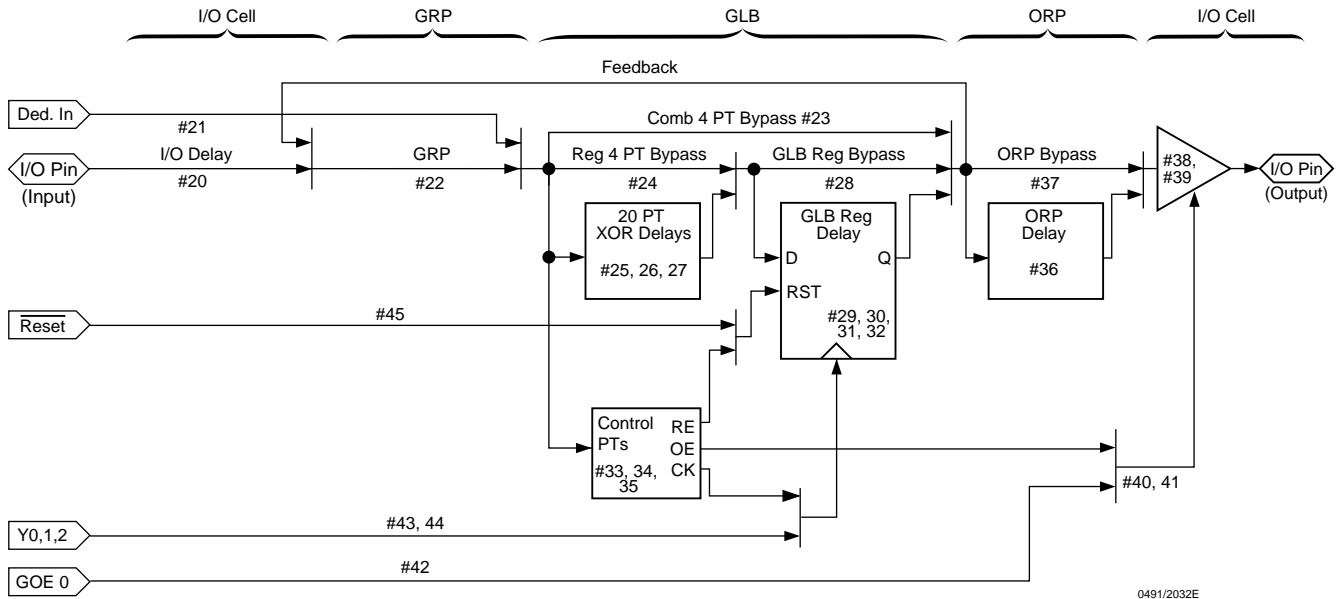 I/O Cell
GRP
GLB
ORP
I/O Cell
Feedback
Ded. In
#21
Comb 4 PT Bypass #23
I/O Pin
(Input)
I/O Delay
#20
GRP
#22
Reg 4 PT Bypass
#24
GLB Reg Bypass
#28
ORP Bypass
#37
#38,
#39
I/O Pin
(Output)
20 PT
XOR Delays
#25, 26, 27
GLB Reg
Delay
D
Q
RST
#29, 30,
31, 32
ORP
Delay
#36
Reset
#45
Control
PTs
#33, 34,
35
RE
OE
CK
#40, 41
Y0,1,2
#43, 44
GOE 0
#42
0491/2032E